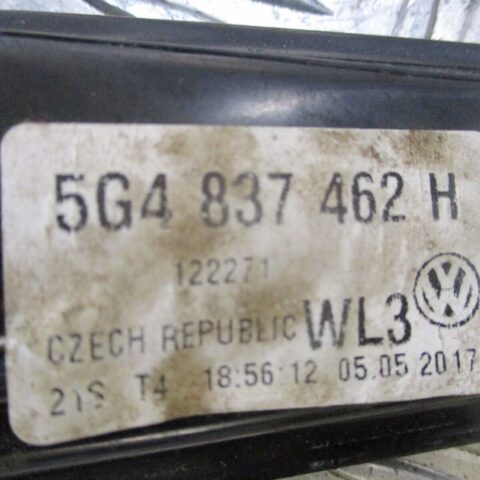 5G4 837 462 H
122271
CZECH REPUBLIC WL3
21S T4 18:56:12 05.05 2017